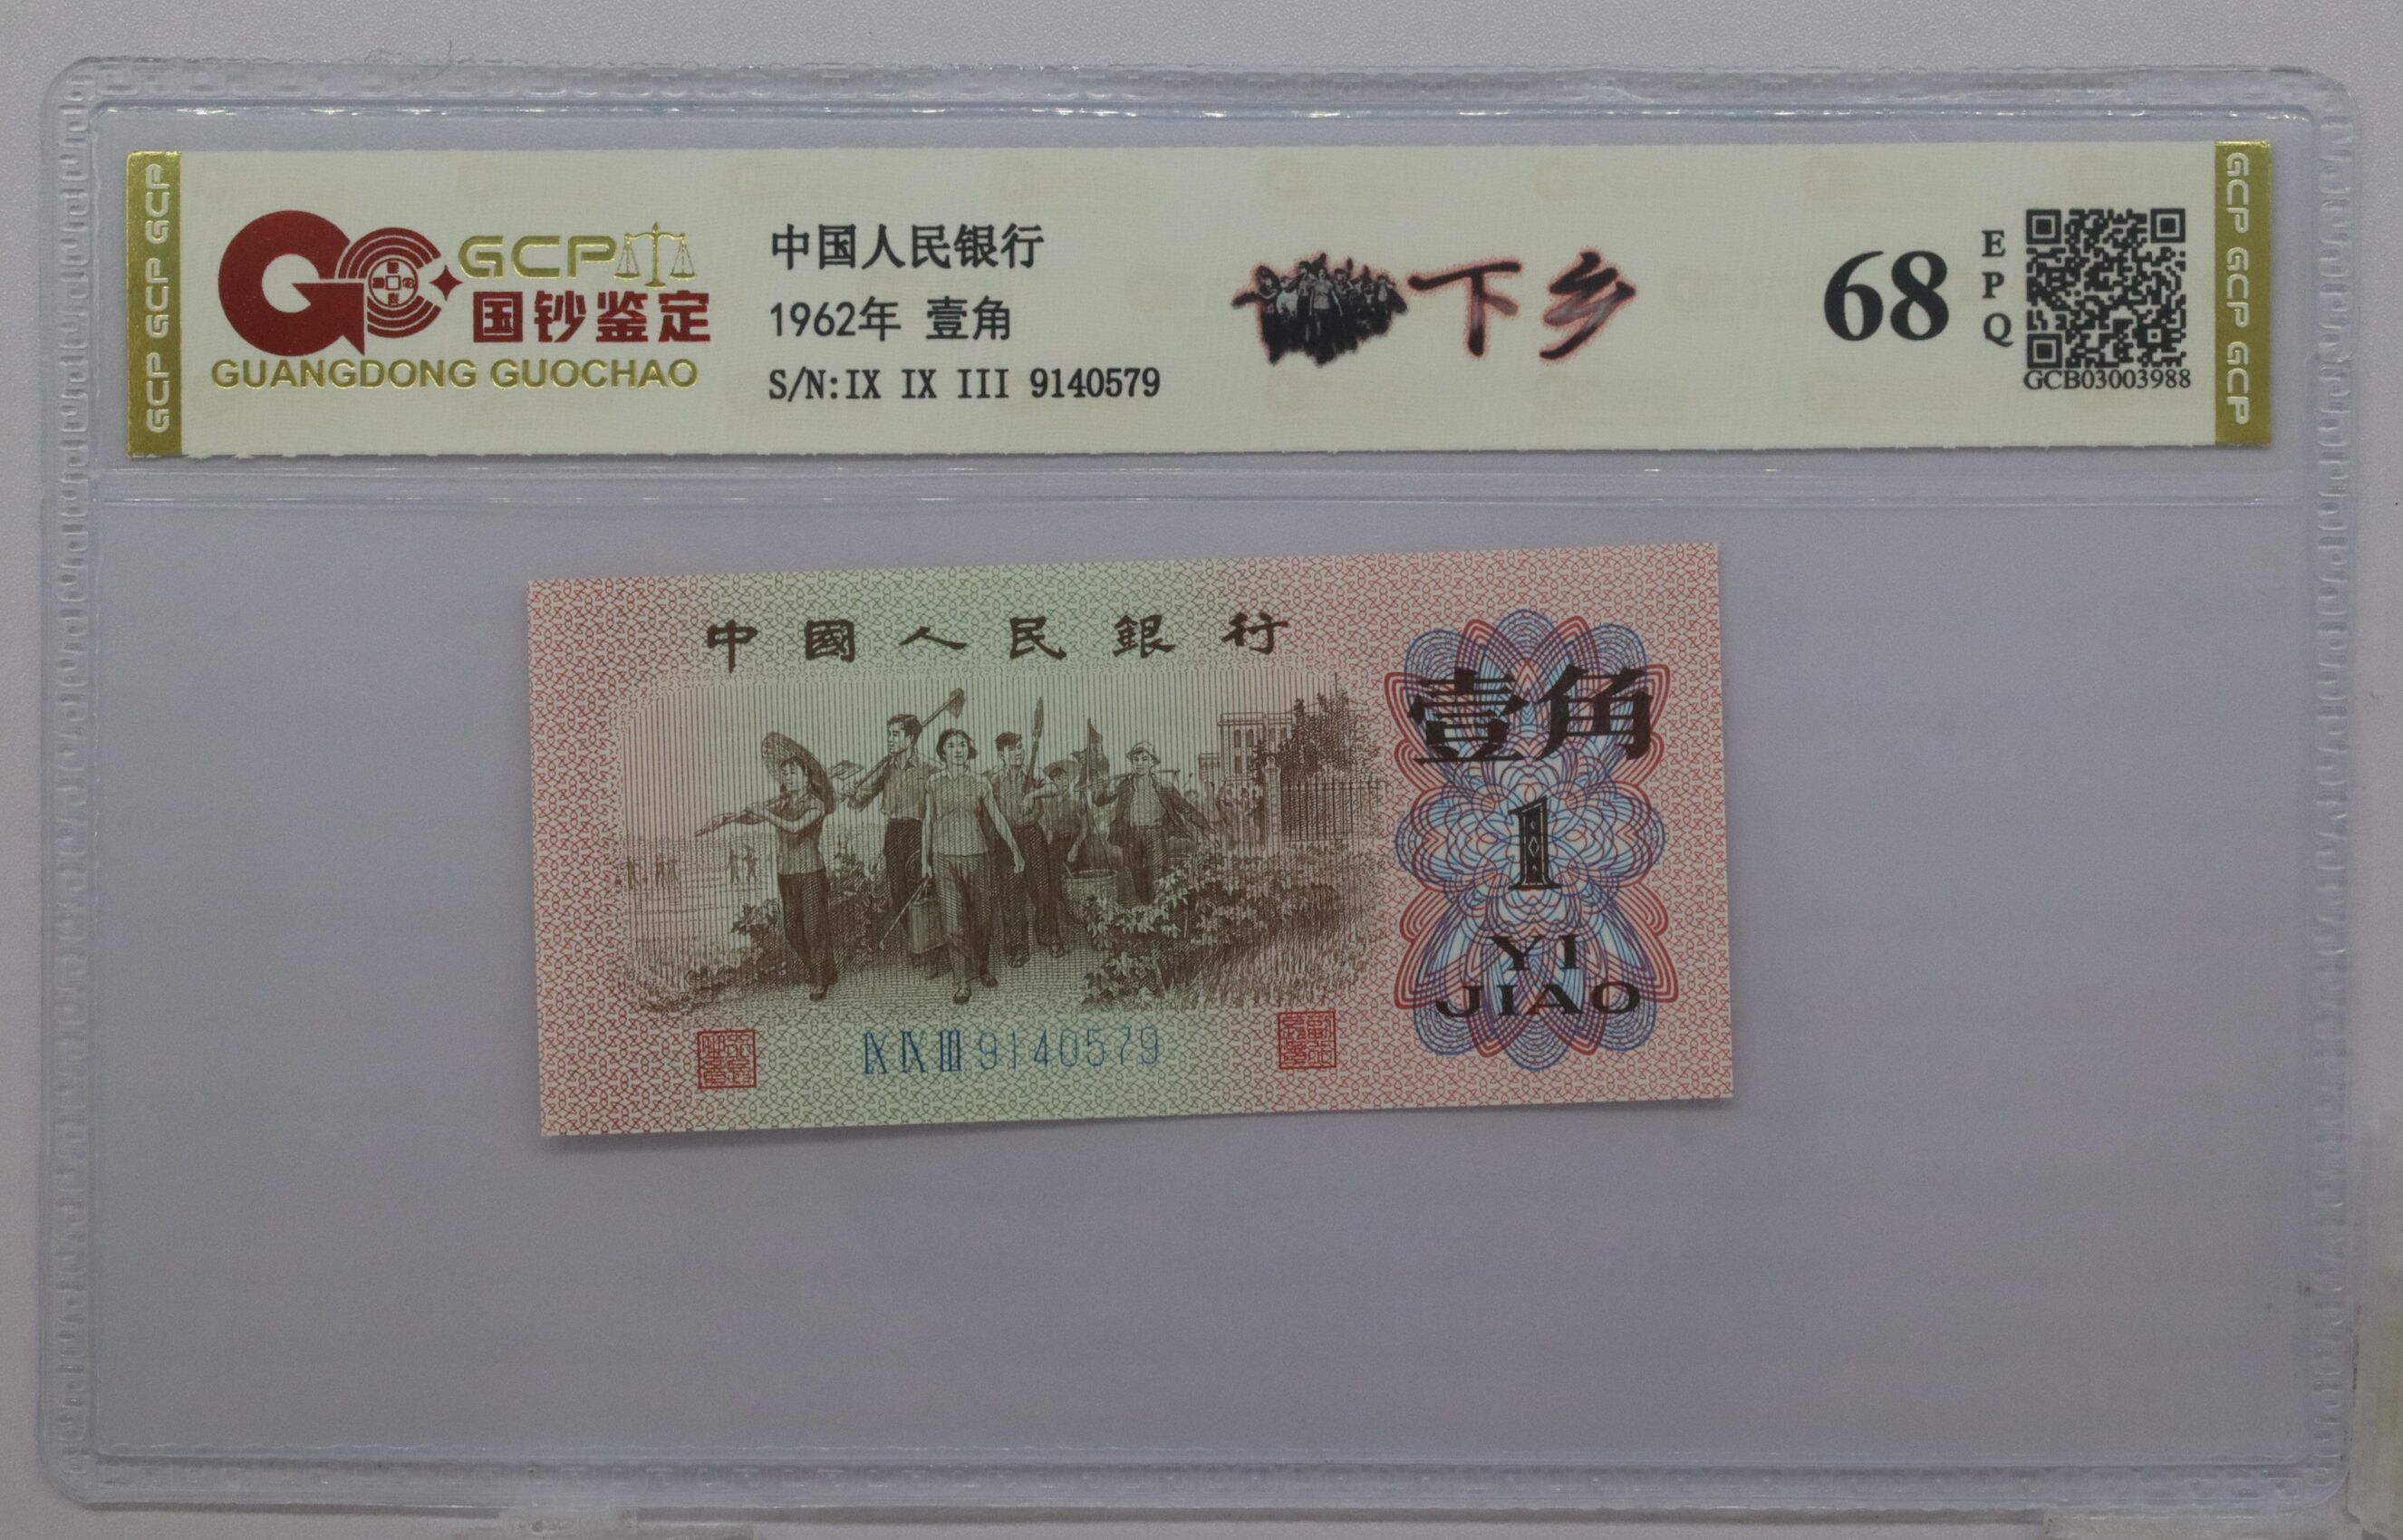 GCP GCP GCP
GCP
国钞鉴定
GUANGDONG GUOCHAO
中国人民银行
1962年 壹角
S/N:IX IX III 9140579
下乡
68
EPQ
GCB03003988
GCP GCP GCP
中國人民銀行
壹角
1
YI
JIAO
IX IX III 9140579